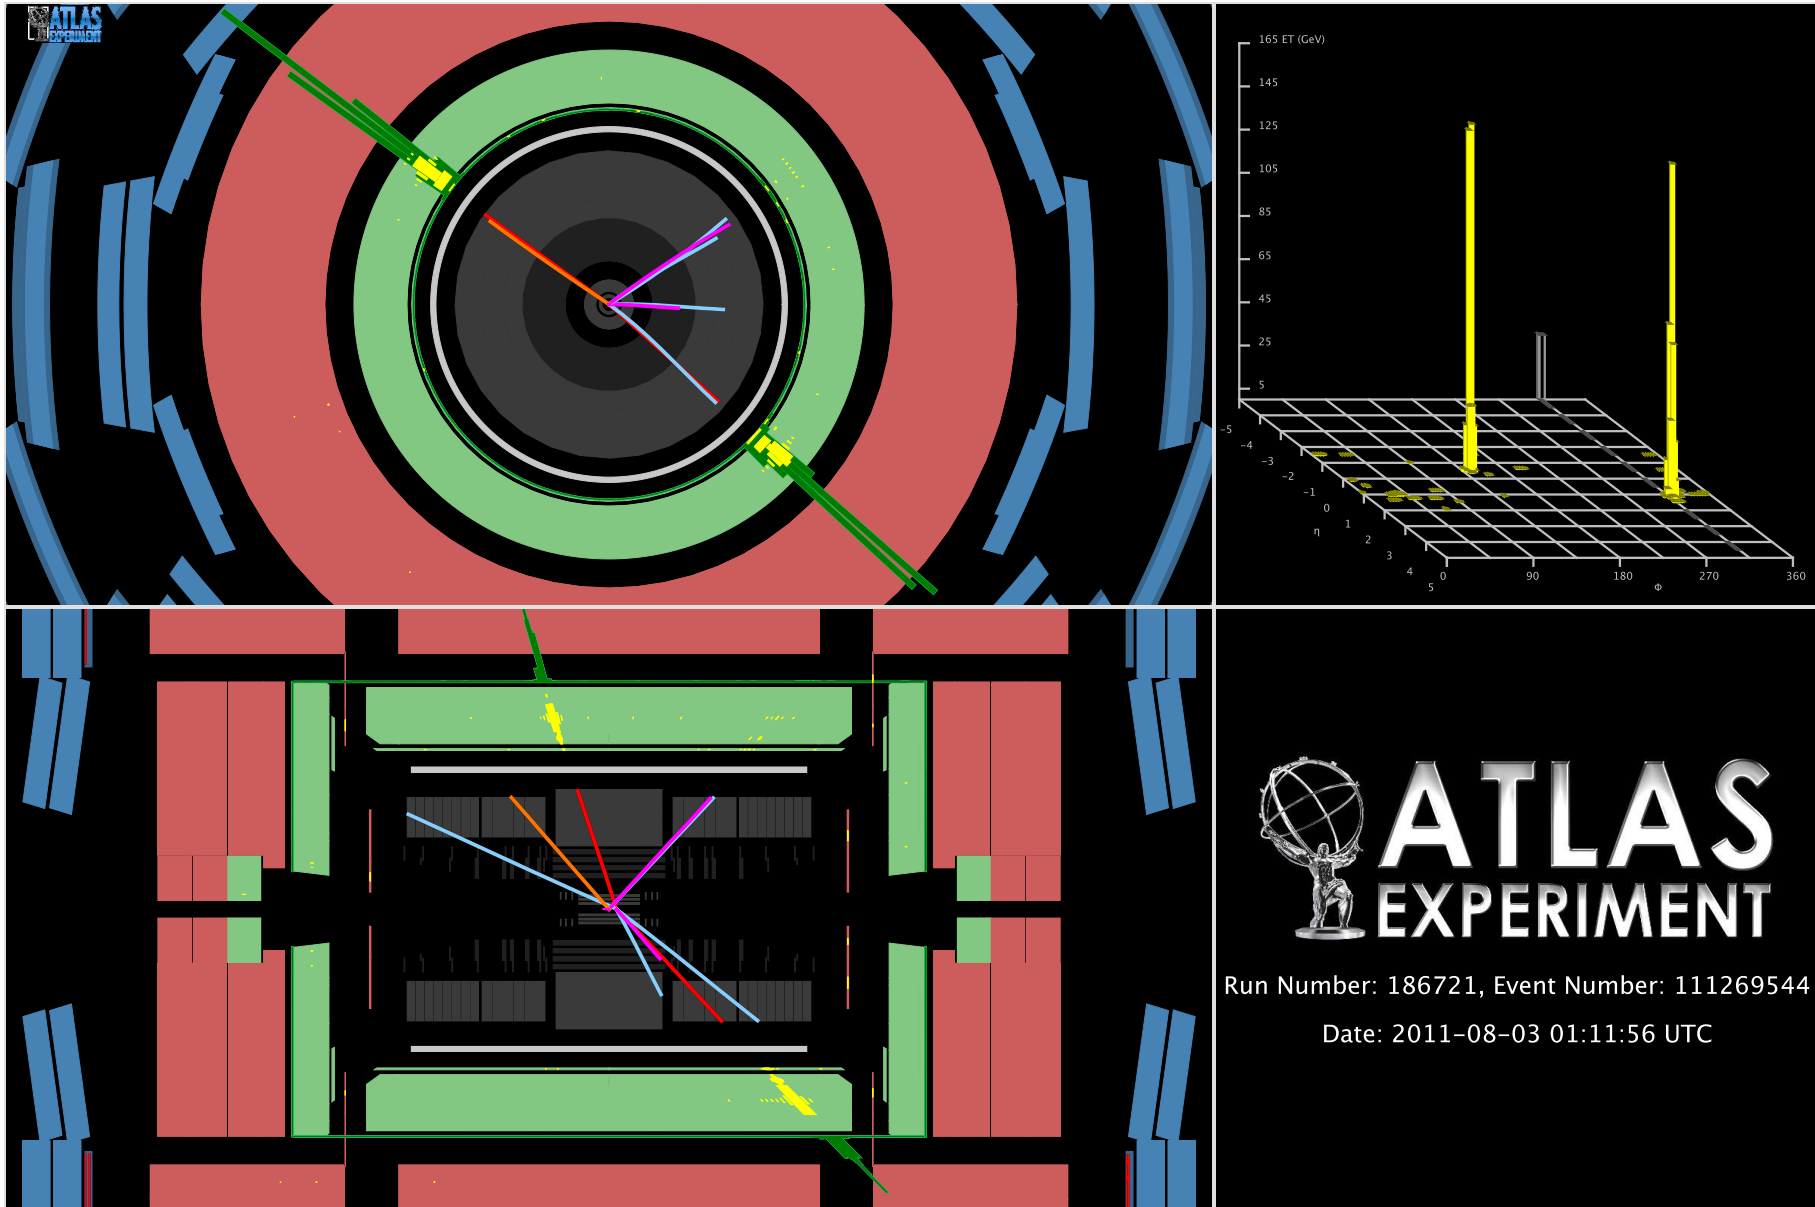 ATLAS
EXPERIMENT
165 ET (GeV)
145
125
105
85
65
45
25
5
-5
-4
-3
-2
-1
0
1
2
3
4
5
η
0
90
180
270
360
Φ
ATLAS
EXPERIMENT
Run Number: 186721, Event Number: 111269544
Date: 2011-08-03 01:11:56 UTC